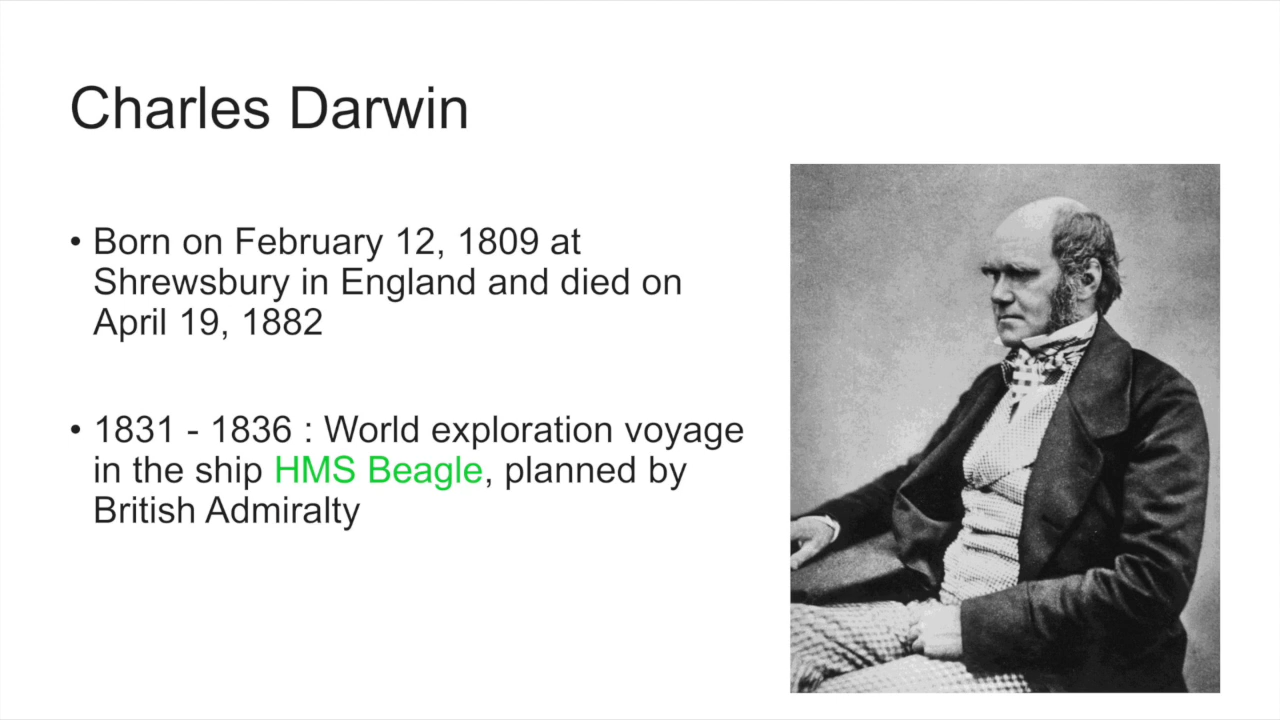 Charles Darwin
• Born on February 12, 1809 at
Shrewsbury in England and died on
April 19, 1882
• 1831 - 1836 : World exploration voyage
in the ship HMS Beagle, planned by
British Admiralty